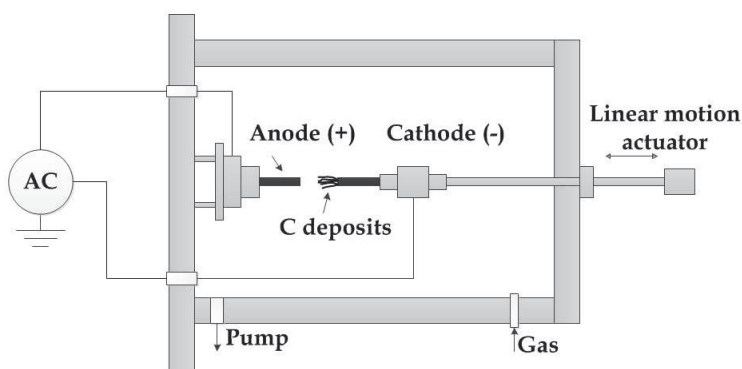 Anode (+)
Cathode (-)
Linear motion
actuator
AC
C deposits
Pump
Gas